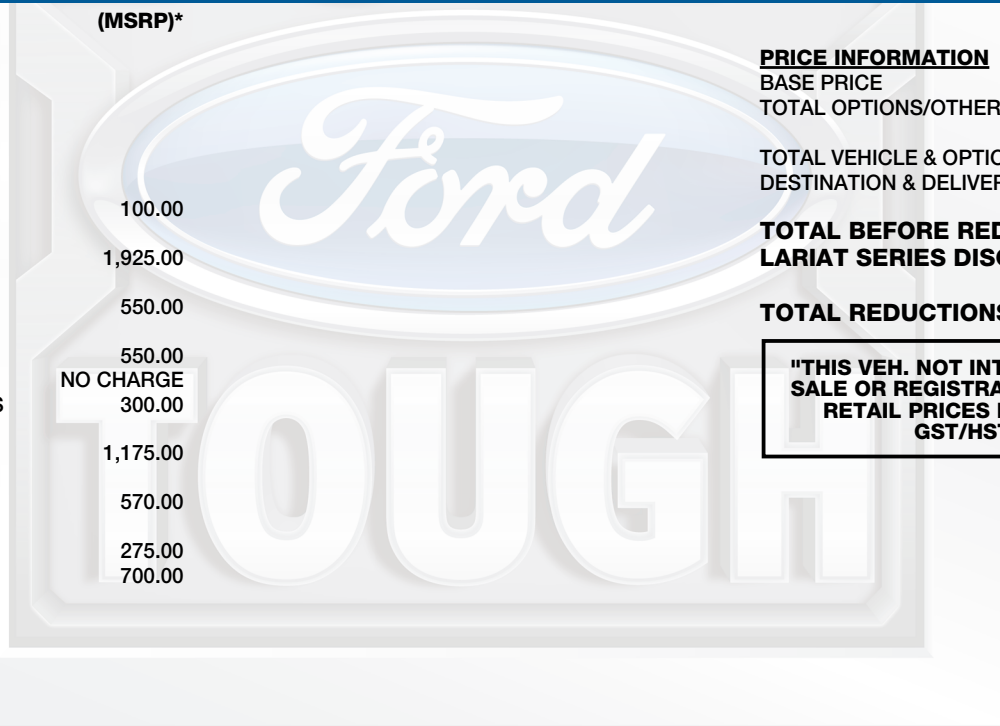 (MSRP)*
100.00
1,925.00
550.00
550.00
NO CHARGE
S 300.00
1,175.00
570.00
275.00
700.00
Ford
TOUGH
PRICE INFORMATION
BASE PRICE
TOTAL OPTIONS/OTHER
TOTAL VEHICLE & OPTIO
DESTINATION & DELIVER
TOTAL BEFORE RED
LARIAT SERIES DISC
TOTAL REDUCTIONS
"THIS VEH. NOT INT
SALE OR REGISTRA
RETAIL PRICES
GST/HST